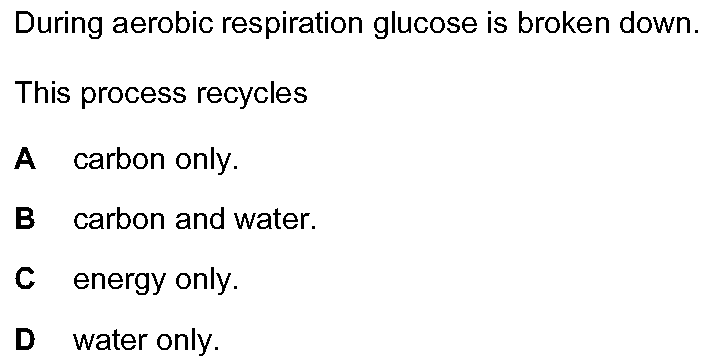 During aerobic respiration glucose is broken down.
This process recycles
A carbon only.
B carbon and water.
C energy only.
D water only.